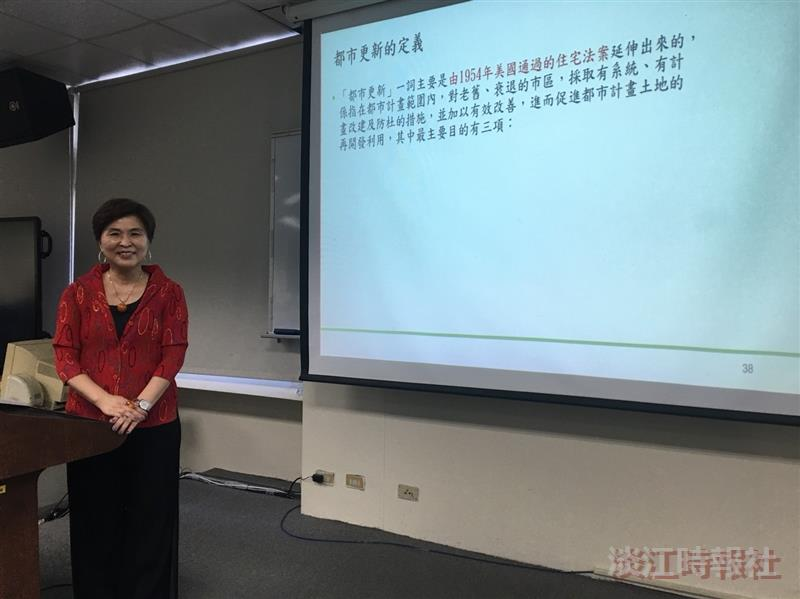 都市更新的定義
「都市更新」一詞主要是由1954年美國通過的住宅法案延伸出來的，
係指在都市計畫範圍內，對老舊、衰退的市區，採取有系統、有計
畫改建及防杜的措施，並加以有效改善，進而促進都市計畫土地的
再開發利用，其中最主要目的有三項：
38
淡江時報社